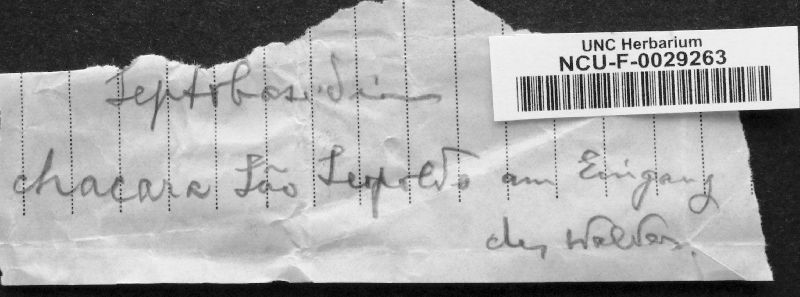 UNC Herbarium
NCU-F-0029263
Septobasidium
chacara São Leopoldo am Eingang
des Waldes.